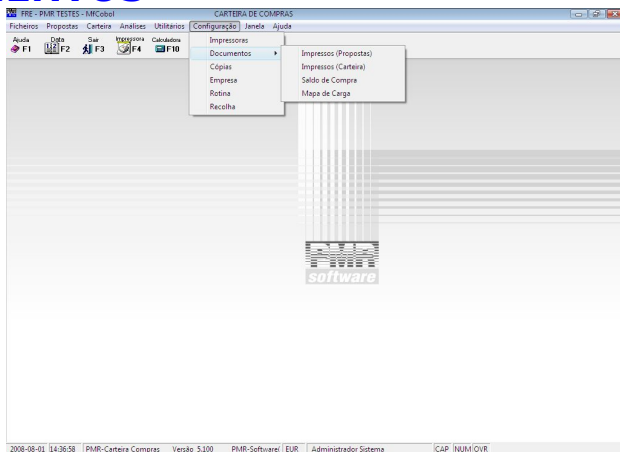 FRE - PMR TESTES - MfCobol CARTEIRA DE COMPRAS
Ficheiros Propostas Carteira Análises Utilitários Configuração Janela Ajuda
Ajuda Data Sair Impressora Calculadora
F1 F2 F3 F4 F10
Impressoras
Documentos
Cópias
Empresa
Rotina
Recolha
Impressos (Propostas)
Impressos (Carteira)
Saldo de Compra
Mapa de Carga
PMR
software
2008-08-01 14:36:58 PMR-Carteira Compras Versão 5.100 PMR-Software( EUR Administrador Sistema CAP NUM OVR